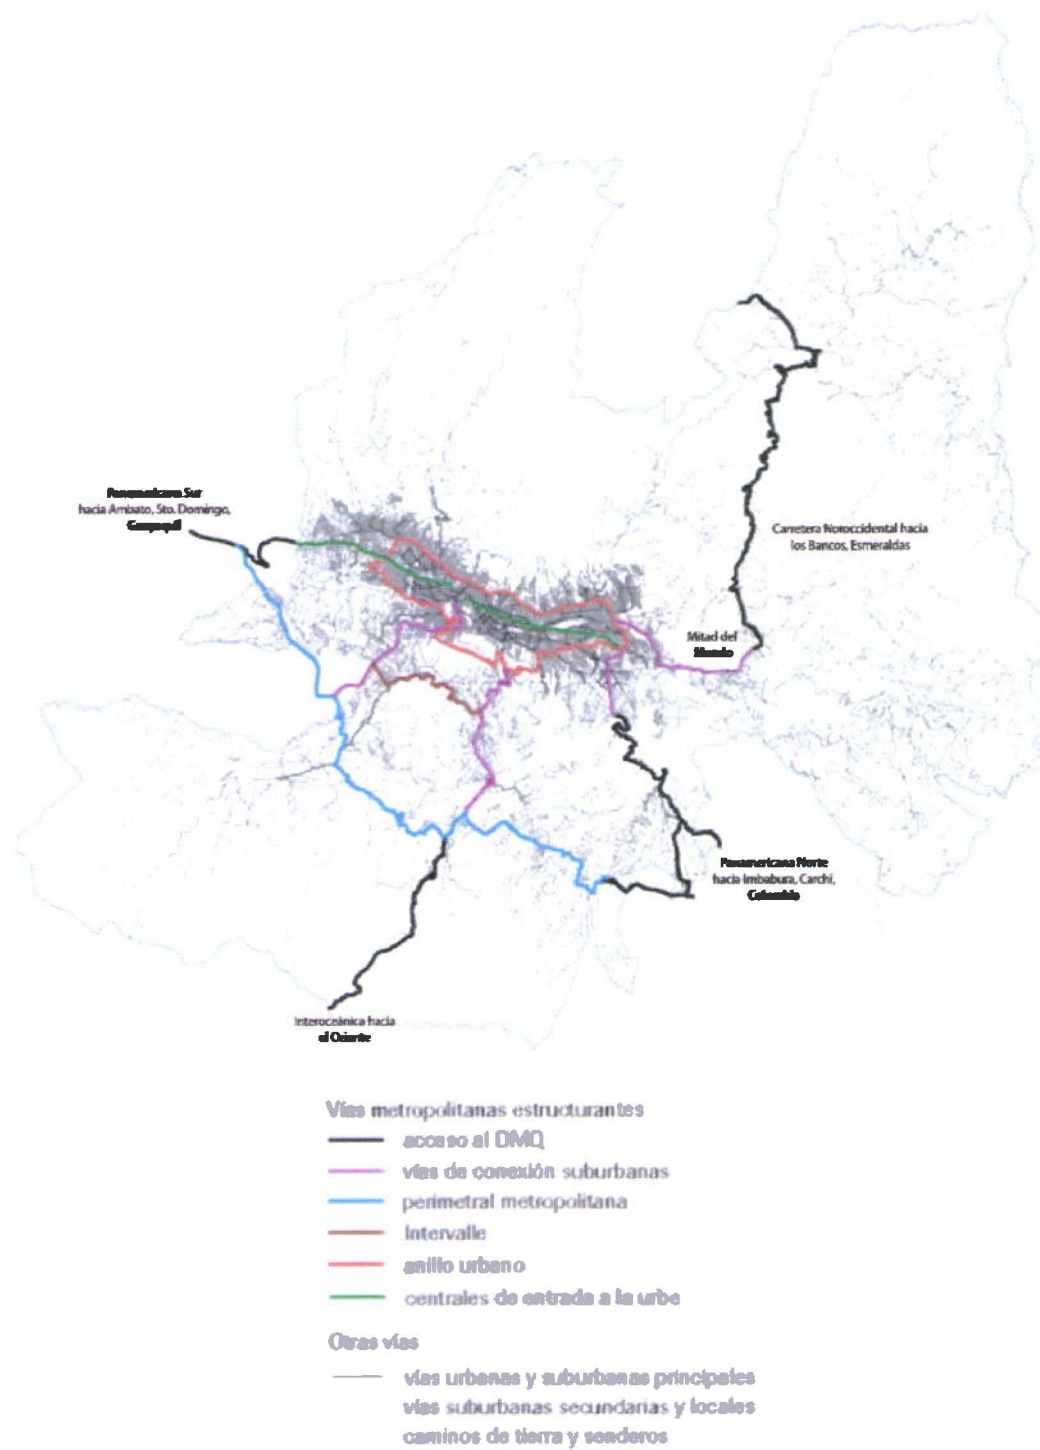 Panamericana Sur
hacia Ambato, Sto. Domingo,
Guayaquil
Carretera Noroccidental hacia
los Bancos, Esmeraldas
Mitad del
Mundo
Panamericana Norte
hacia Imbabura, Carchi,
Colombia
Interoceánica hacia
el Oriente
Vías metropolitanas estructurantes
acceso al DMQ
vías de conexión suburbanas
perimetral metropolitana
Intervalle
anillo urbano
centrales de entrada a la urbe
Otras vías
vías urbanas y suburbanas principales
vías suburbanas secundarias y locales
caminos de tierra y senderos